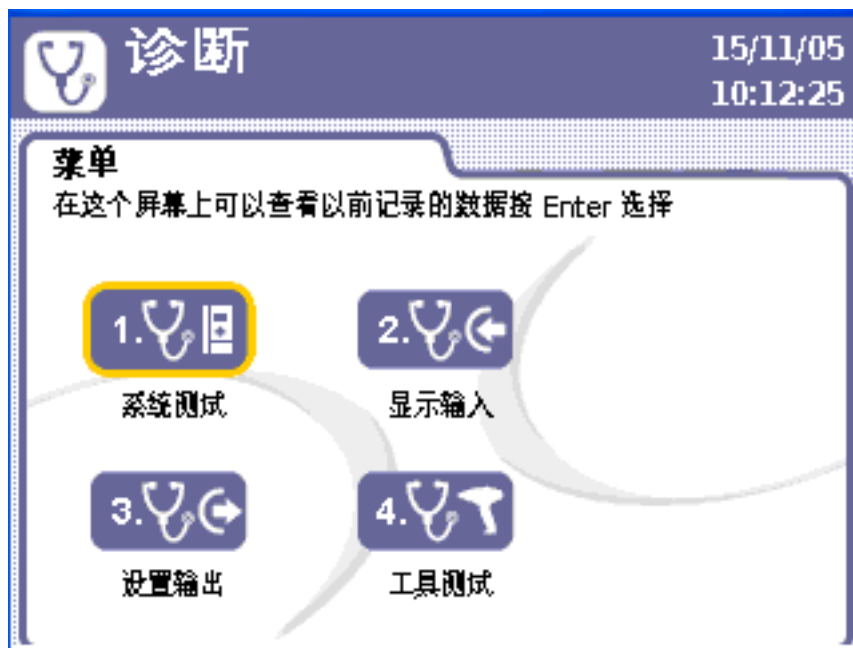 诊断
15/11/05
10:12:25
菜单
在这个屏幕上可以查看以前记录的数据按 Enter 选择
1.
2.
系统测试
显示输入
3.
4.
设置输出
工具测试